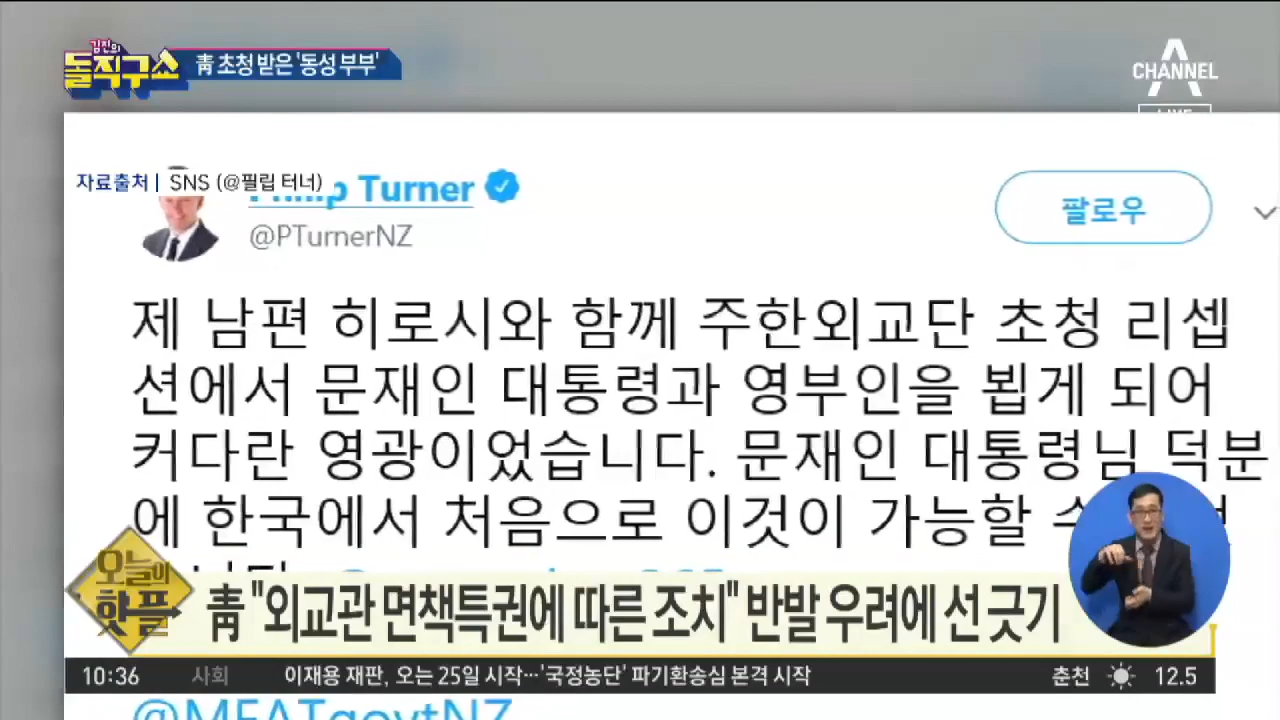 김진의
돌직구쇼
靑 초청 받은 '동성 부부'
CHANNEL A
LIVE
자료출처 | SNS (@필립 터너)
Philip Turner
@PTurnerNZ
팔로우
제 남편 히로시와 함께 주한외교단 초청 리셉
션에서 문재인 대통령과 영부인을 뵙게 되어
커다란 영광이었습니다. 문재인 대통령님 덕분
에 한국에서 처음으로 이것이 가능할 수
오늘의
핫플
靑 "외교관 면책특권에 따른 조치" 반발 우려에 선 긋기
10:36 사회 이재용 재판, 오는 25일 시작…'국정농단' 파기환송심 본격 시작 춘천 12.5
@MFATgovtNZ